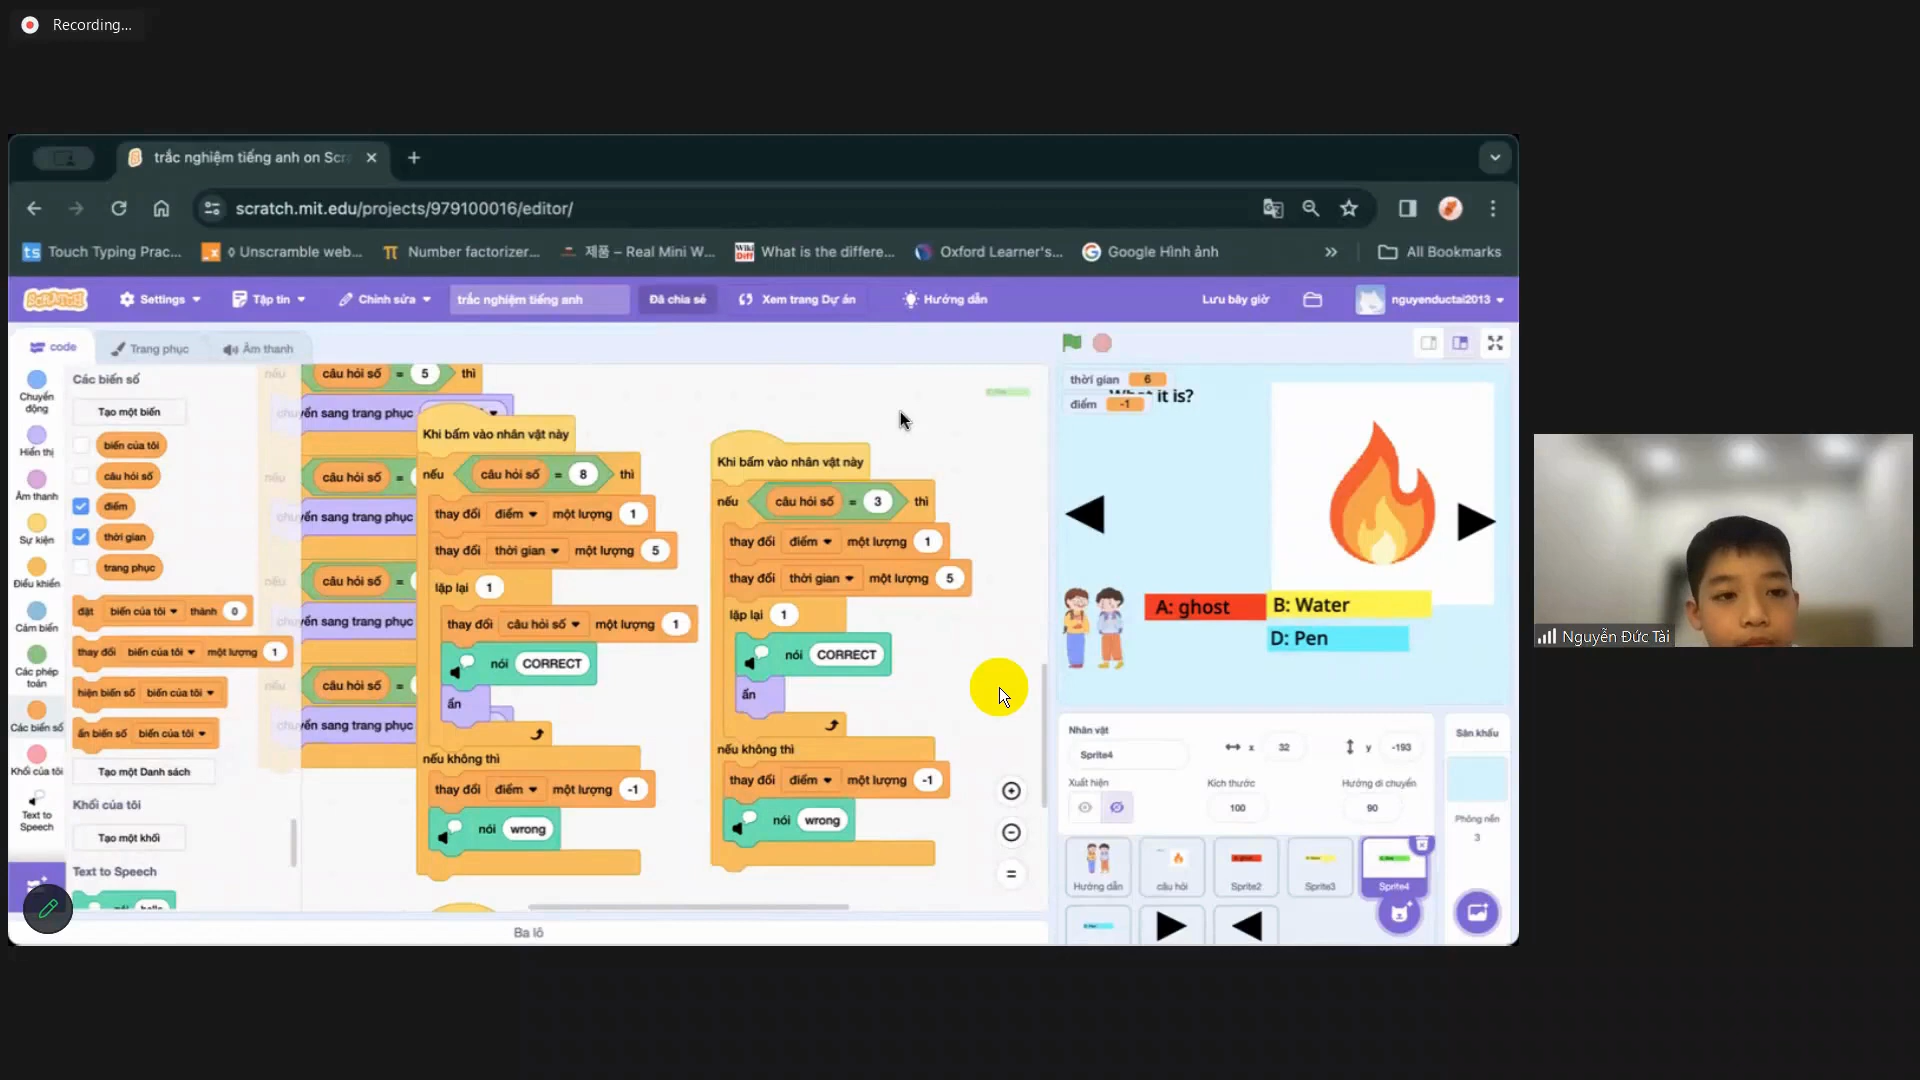 Recording...
trắc nghiệm tiếng anh on Scr
scratch.mit.edu/projects/979100016/editor/
ts Touch Typing Prac...
◊ Unscramble web...
Number factorizer...
제품 – Real Mini W...
Wiki Diff What is the differe...
Oxford Learner's...
Google Hình ảnh
All Bookmarks
SCRATCH
Settings
Tập tin
Chỉnh sửa
trắc nghiệm tiếng anh
Đã chia sẻ
Xem trang Dự án
Hướng dẫn
Lưu bây giờ
nguyenductai2013
code
Trang phục
Âm thanh
Chuyển động
Hiển thị
Âm thanh
Sự kiện
Điều khiển
Cảm biến
Các phép toán
Các biến số
Khối của tôi
Text to Speech
Các biến số
Tạo một biến
biến của tôi
câu hỏi số
điểm
thời gian
trang phục
đặt biến của tôi thành 0
thay đổi biến của tôi một lượng 1
hiện biến số biến của tôi
ẩn biến số biến của tôi
Tạo một Danh sách
Khối của tôi
Tạo một khối
Text to Speech
nếu câu hỏi số = 5 thì
chuyển sang trang phục
nếu câu hỏi số =
chuyển sang trang phục
nếu câu hỏi số =
chuyển sang trang phục
nếu câu hỏi số =
chuyển sang trang phục
Khi bấm vào nhân vật này
nếu câu hỏi số = 8 thì
thay đổi điểm một lượng 1
thay đổi thời gian một lượng 5
lặp lại 1
thay đổi câu hỏi số một lượng 1
nói CORRECT
ẩn
nếu không thì
thay đổi điểm một lượng -1
nói wrong
Khi bấm vào nhân vật này
nếu câu hỏi số = 3 thì
thay đổi điểm một lượng 1
thay đổi thời gian một lượng 5
lặp lại 1
nói CORRECT
ẩn
nếu không thì
thay đổi điểm một lượng -1
nói wrong
Ba lô
thời gian 6
điểm -1
it is?
A: ghost
B: Water
D: Pen
Nhân vật
Sprite4
x 32
y -193
Xuất hiện
Kích thước
100
Hướng di chuyển
90
Hướng dẫn
câu hỏi
Sprite2
Sprite3
Sprite4
Sân khấu
Phông nền
3
Nguyễn Đức Tài